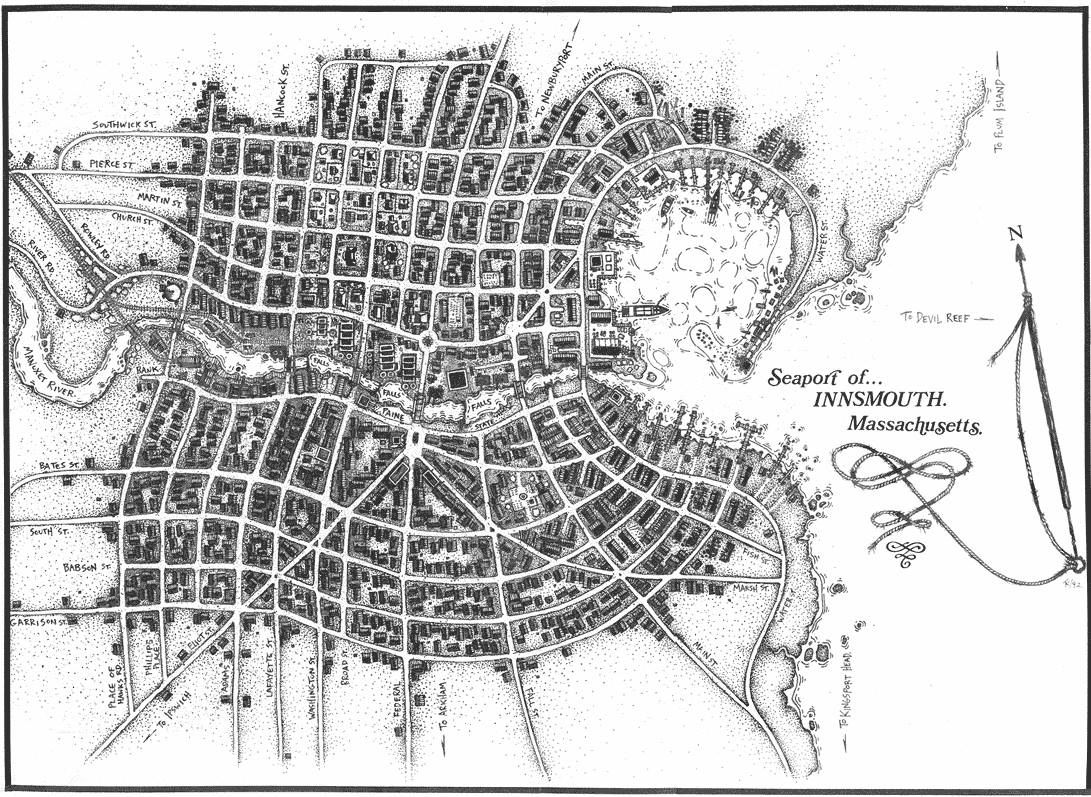 HANCOCK ST.
TO NEWBURYPORT
MAIN ST.
SOUTHWICK ST.
PIERCE ST
MARTIN ST.
CHURCH ST.
ROWLEY RD.
RIVER RD
MANUXET RIVER
WATER ST.
TO PLUM ISLAND
N
TO DEVIL REEF
Seaport of...
INNSMOUTH.
Massachusetts.
FALLS
FALLS
FALLS
BANK
PAINE
STATE
BATES ST.
SOUTH ST.
BABSON ST.
GARRISON ST.
FISH ST.
MARSH ST.
WATER ST.
MAIN ST.
PLACE OF
HAWKS RD.
PHILLIPS
PLACE
ELIOT ST.
TO IPSWICH
ADAMS
LAFAYETTE ST.
WASHINGTON ST.
BROAD ST.
FEDERAL
TO ARKHAM
FALL ST.
TO KINGSPORT HEAD